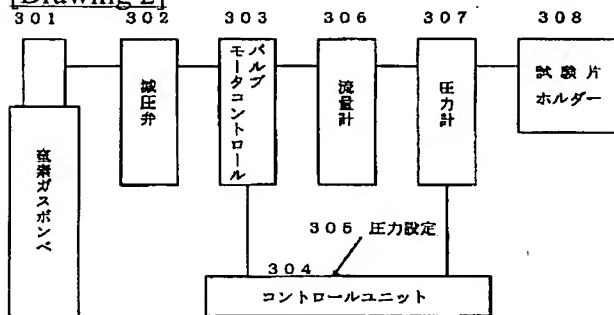 [Drawing 2]
301 302 303 306 307 308
窒素ガスボンベ
減圧弁
バルブ
モータコントロール
流量計
圧力計
試験片
ホルダー
305 圧力設定
304
コントロールユニット